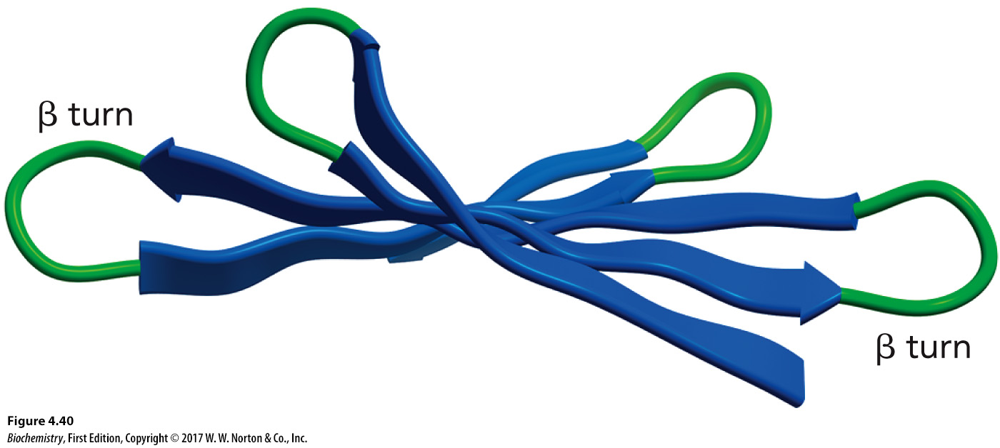 β turn
β turn
Figure 4.40
Biochemistry, First Edition, Copyright © 2017 W. W. Norton & Co., Inc.